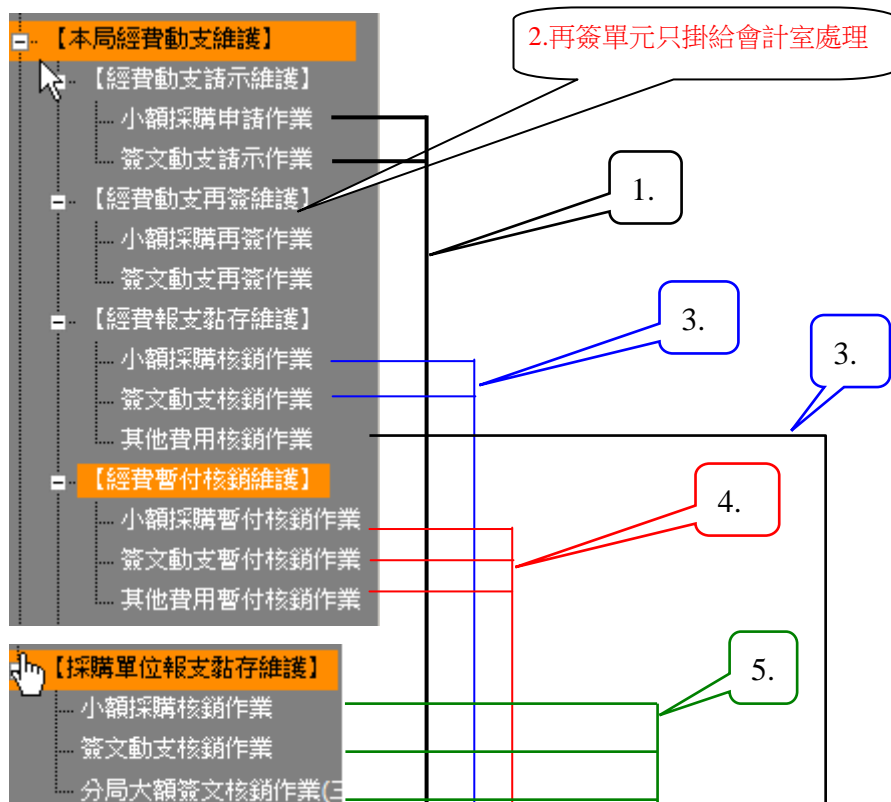 【本局經費動支維護】
2.再簽單元只掛給會計室處理
【經費動支請示維護】
小額採購申請作業
簽文動支請示作業
1.
【經費動支再簽維護】
小額採購再簽作業
簽文動支再簽作業
【經費報支黏存維護】
3.
3.
小額採購核銷作業
簽文動支核銷作業
其他費用核銷作業
【經費暫付核銷維護】
4.
小額採購暫付核銷作業
簽文動支暫付核銷作業
其他費用暫付核銷作業
【採購單位報支黏存維護】
5.
小額採購核銷作業
簽文動支核銷作業
分局大額簽文核銷作業(三